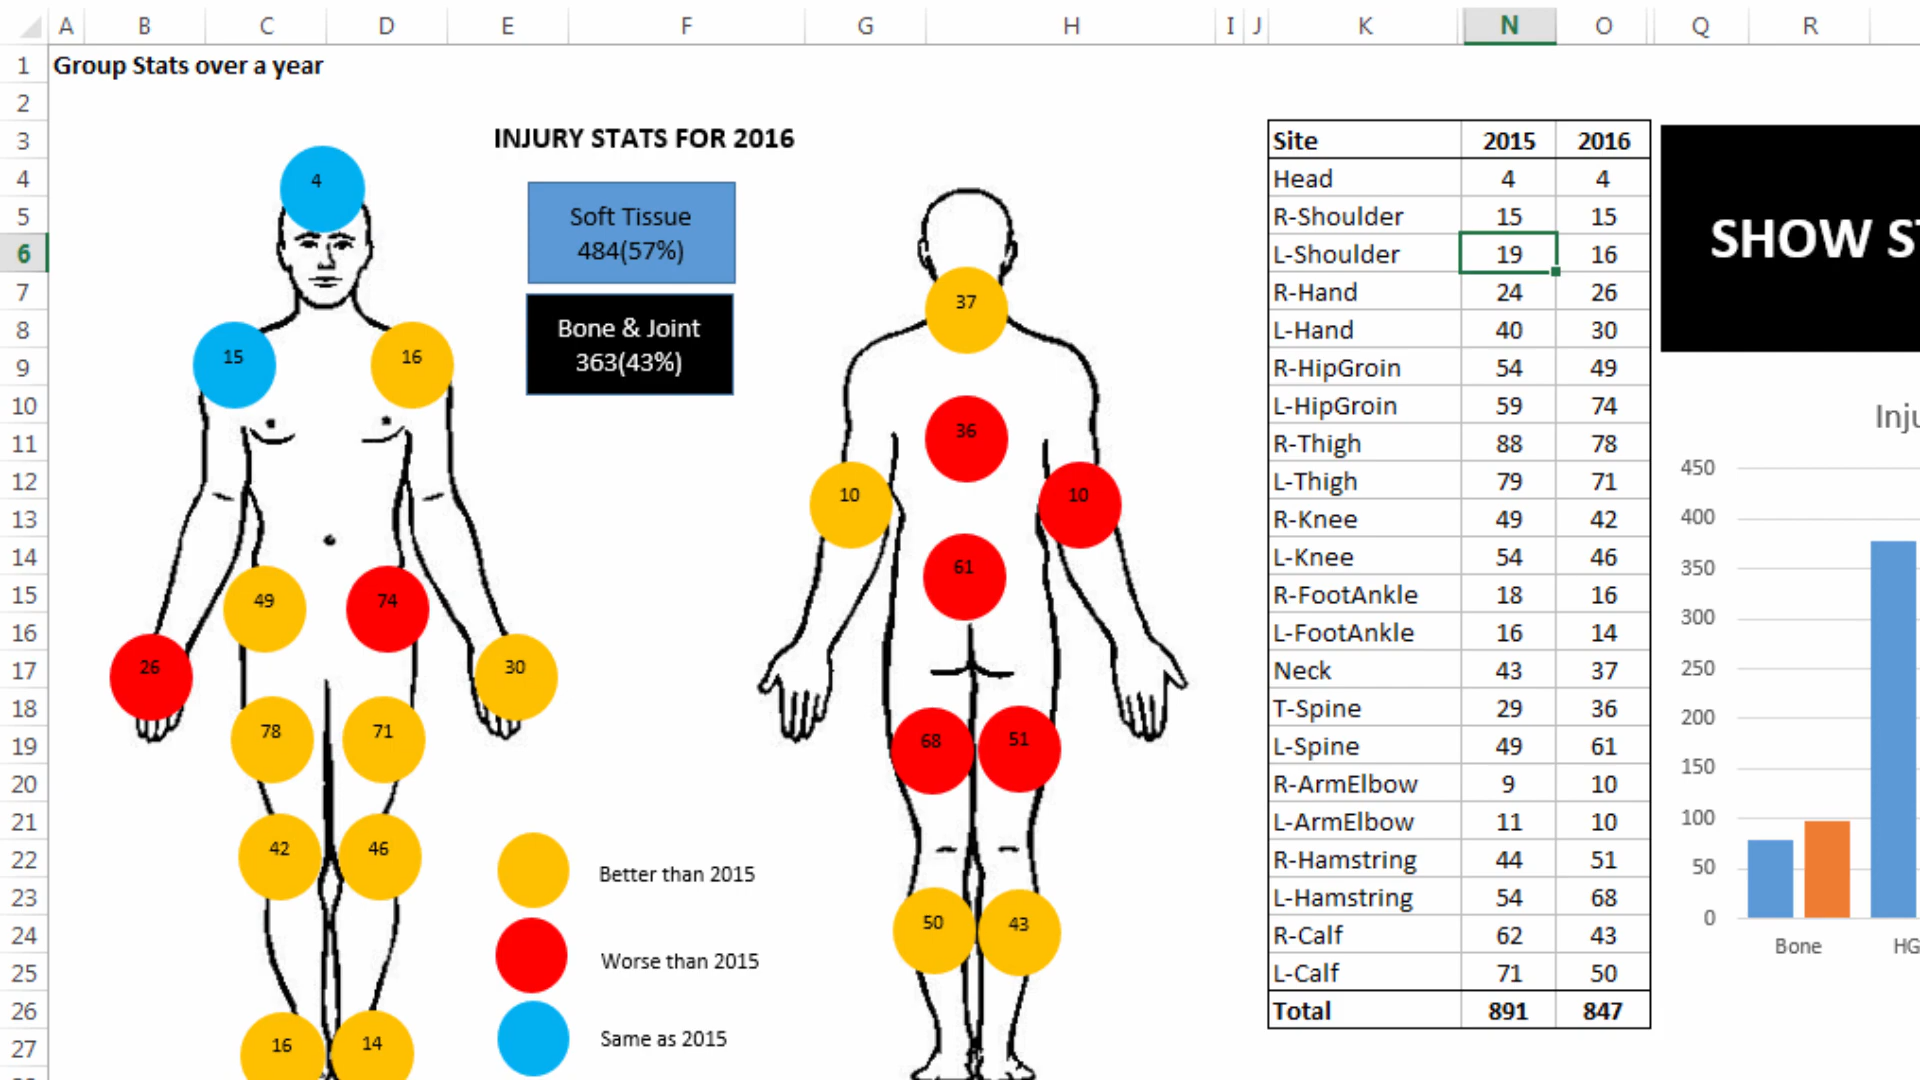 A B C D E F G H I J K N O Q R
1 Group Stats over a year
2
3 INJURY STATS FOR 2016
Site 2015 2016
4 Head 4 4
5 R-Shoulder 15 15
6 L-Shoulder 19 16
7 R-Hand 24 26
8 L-Hand 40 30
9 R-HipGroin 54 49
10 L-HipGroin 59 74
11 R-Thigh 88 78
12 L-Thigh 79 71
13 R-Knee 49 42
14 L-Knee 54 46
15 R-FootAnkle 18 16
16 L-FootAnkle 16 14
17 Neck 43 37
18 T-Spine 29 36
19 L-Spine 49 61
20 R-ArmElbow 9 10
21 L-ArmElbow 11 10
22 R-Hamstring 44 51
23 L-Hamstring 54 68
24 R-Calf 62 43
25 L-Calf 71 50
26 Total 891 847
27
4
Soft Tissue
484(57%)
Bone & Joint
363(43%)
15 16
49 74
26 30
78 71
42 46
16 14
37
36
10 10
61
68 51
50 43
Better than 2015
Worse than 2015
Same as 2015
SHOW ST
Inju
450
400
350
300
250
200
150
100
50
0
Bone HG